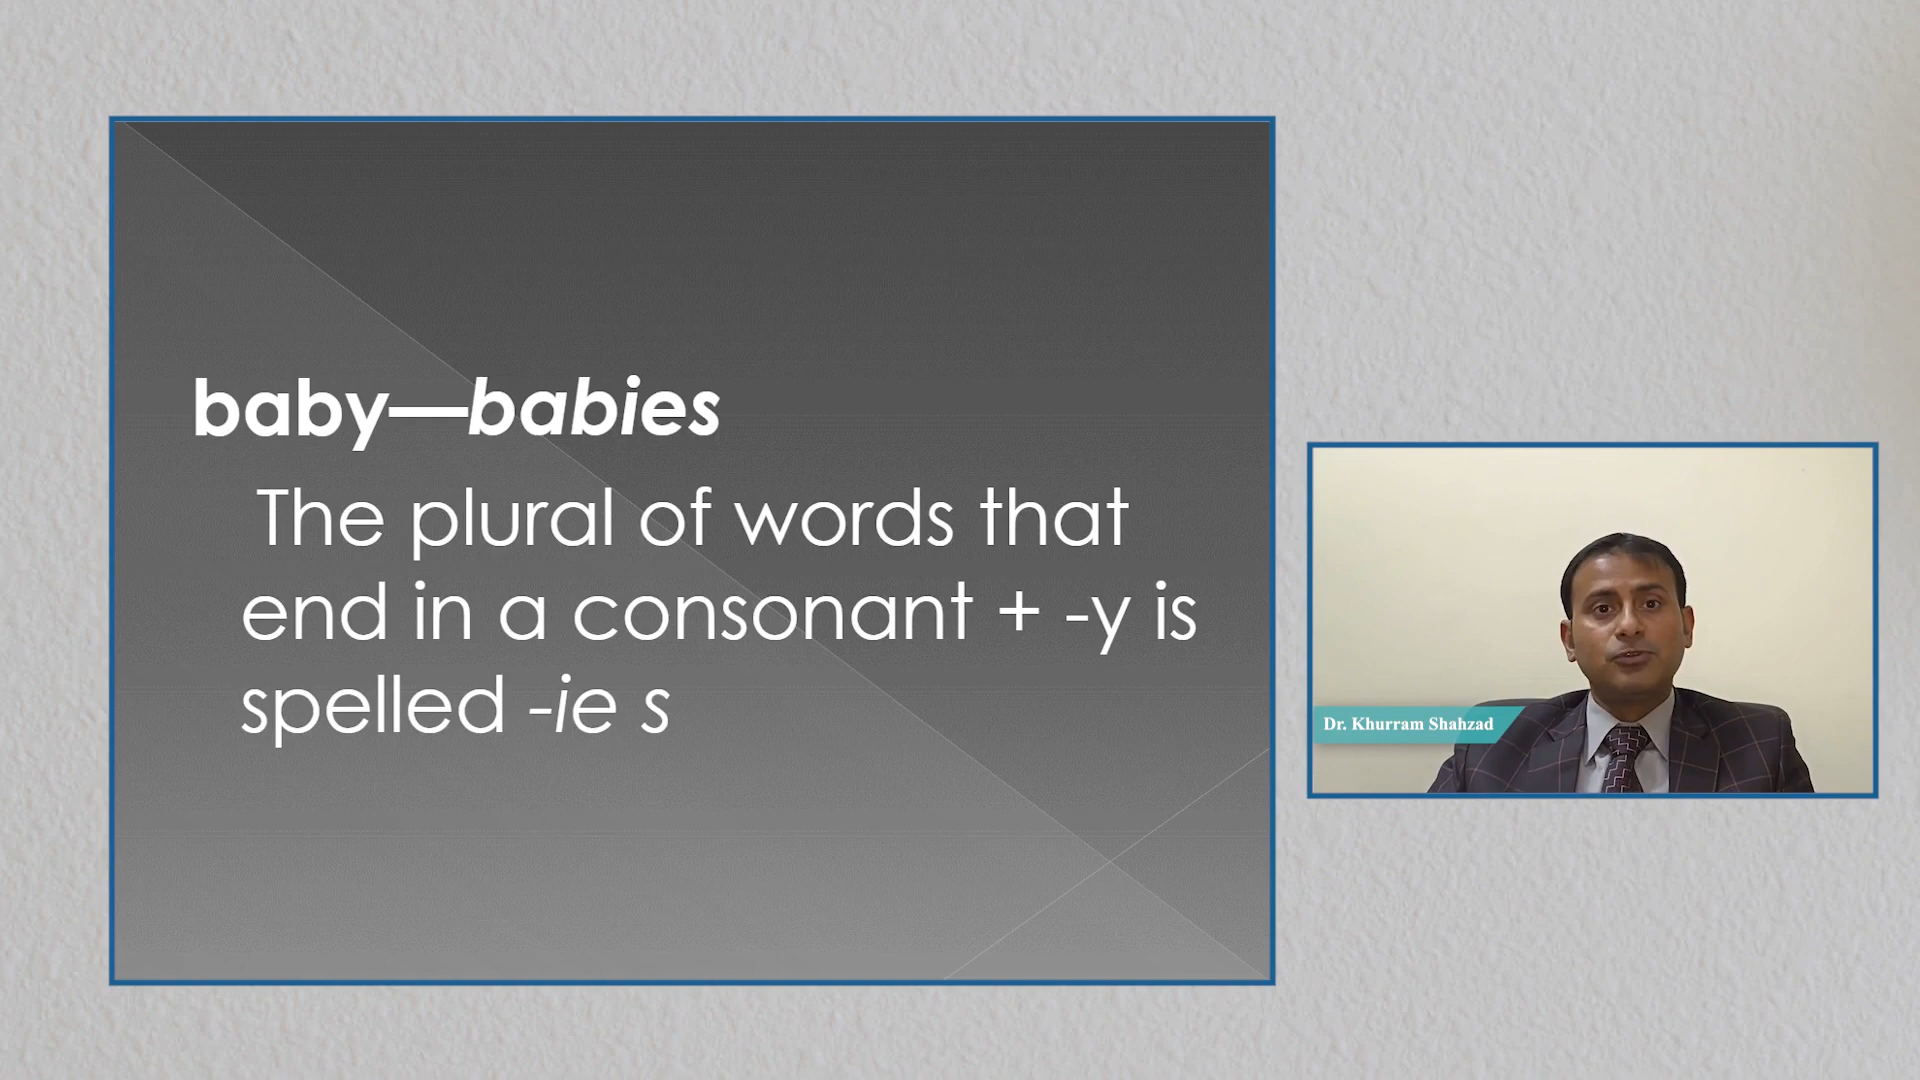 baby—babies
The plural of words that
end in a consonant + -y is
spelled -ie s
Dr. Khurram Shahzad